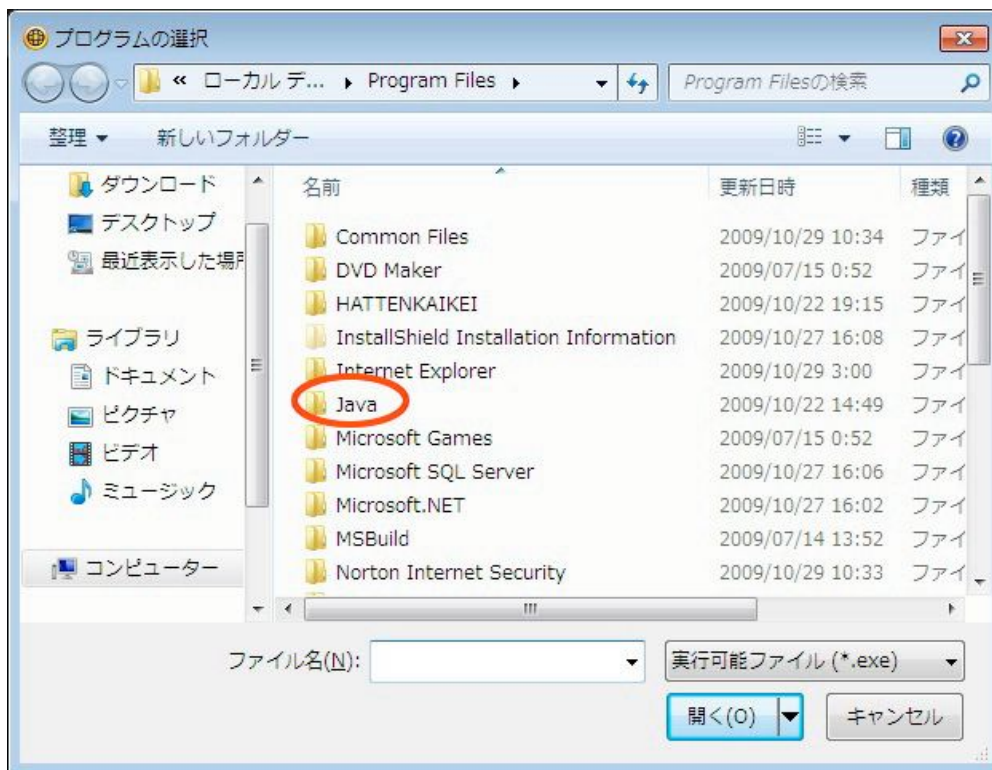 プログラムの選択
« ローカル デ... ▸ Program Files ▸
Program Filesの検索
整理 ▼ 新しいフォルダー
ダウンロード
デスクトップ
最近表示した場所
ライブラリ
ドキュメント
ピクチャ
ビデオ
ミュージック
コンピューター
名前 更新日時 種類
Common Files 2009/10/29 10:34 ファイ
DVD Maker 2009/07/15 0:52 ファイ
HATTENKAIKEI 2009/10/22 19:15 ファイ
InstallShield Installation Information 2009/10/27 16:08 ファイ
Internet Explorer 2009/10/29 3:00 ファイ
Java 2009/10/22 14:49 ファイ
Microsoft Games 2009/07/15 0:52 ファイ
Microsoft SQL Server 2009/10/27 16:06 ファイ
Microsoft.NET 2009/10/27 16:02 ファイ
MSBuild 2009/07/14 13:52 ファイ
Norton Internet Security 2009/10/29 10:33 ファイ
ファイル名(N): 実行可能ファイル (*.exe)
開く(O) キャンセル